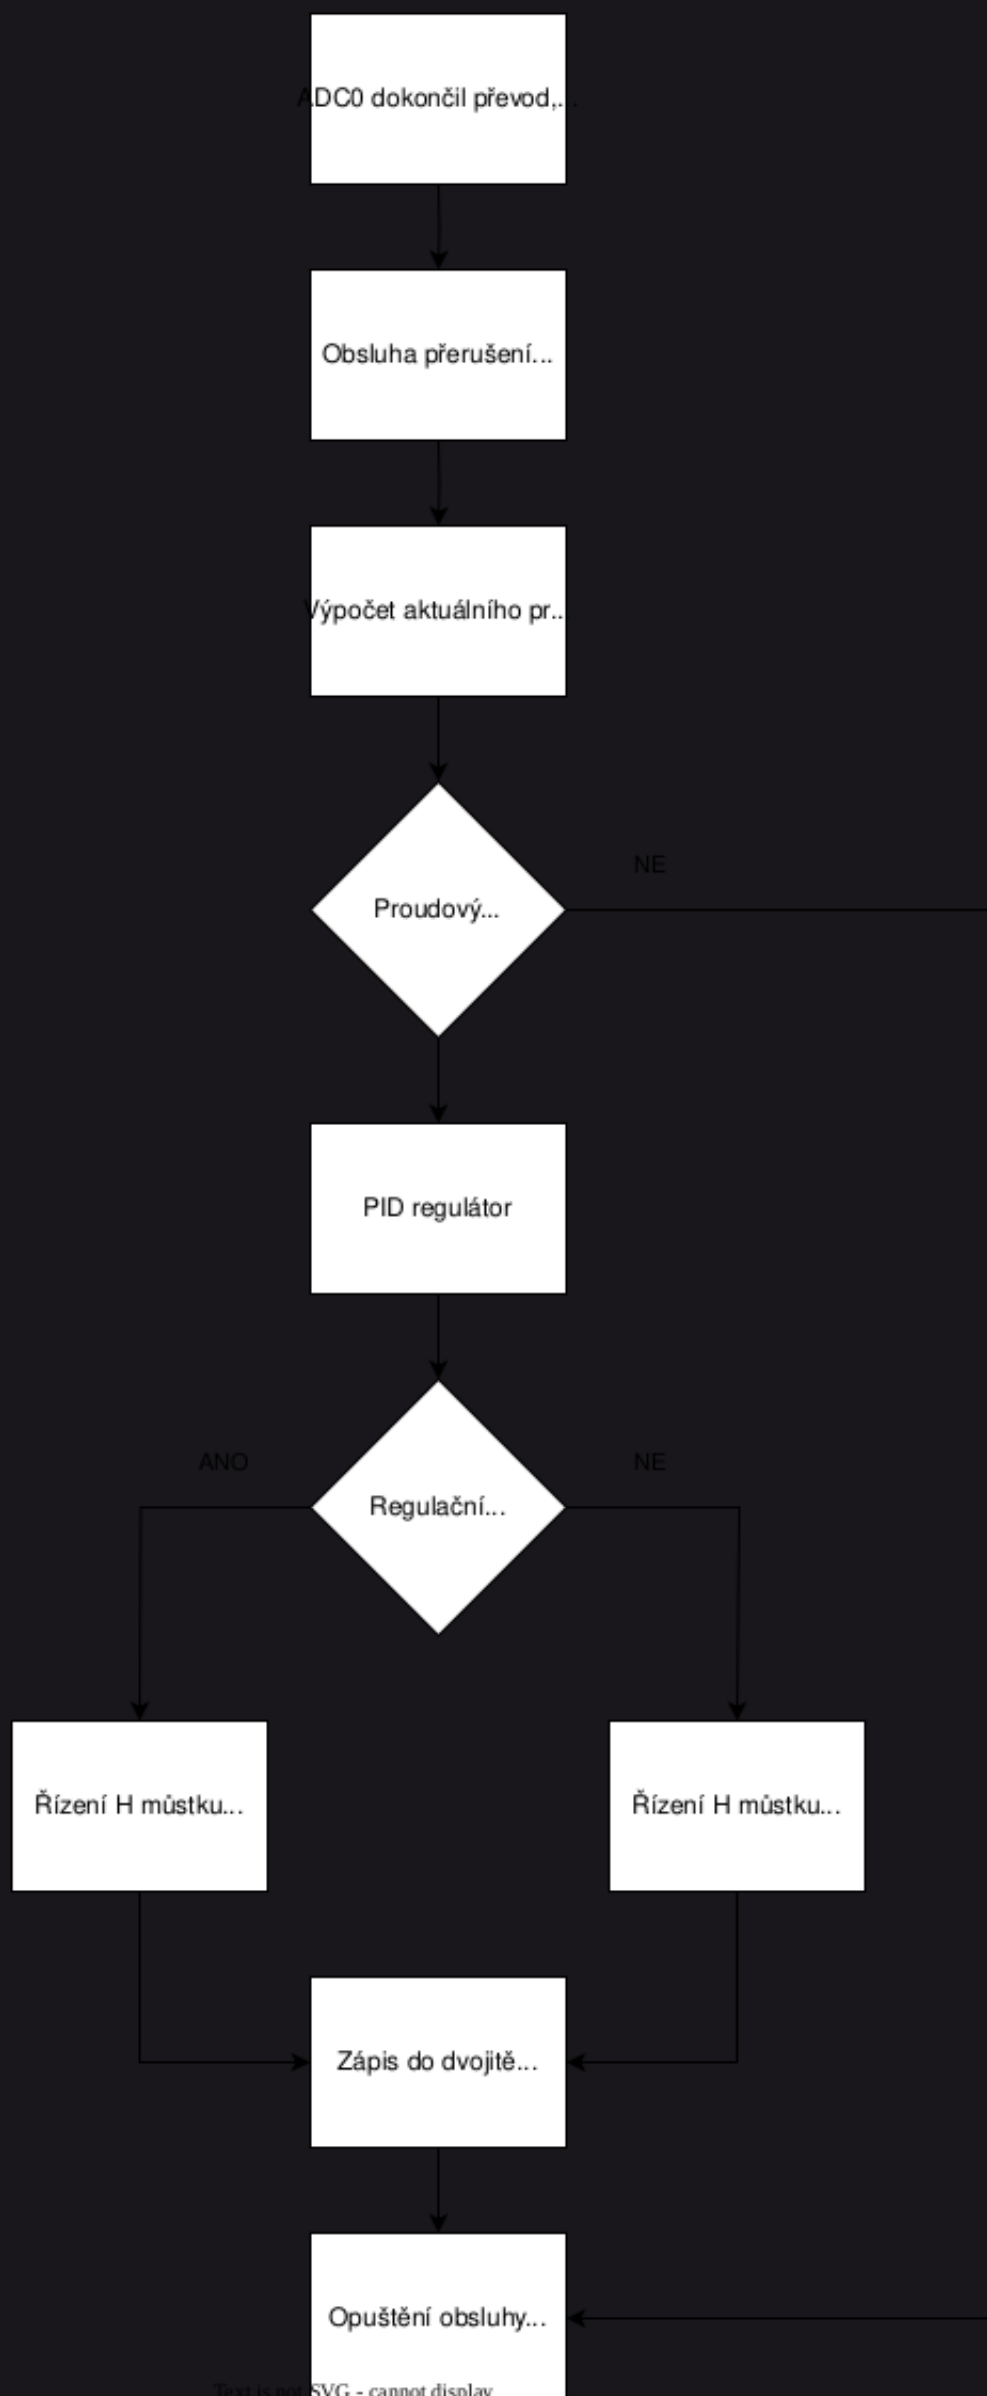 ADC0 dokončil převod,...
Obsluha přerušení...
Výpočet aktuálního pr...
NE
Proudový...
PID regulátor
ANO
NE
Regulační...
Řízení H můstku...
Řízení H můstku...
Zápis do dvojitě...
Opuštění obsluhy...
Text is not SVG - cannot display